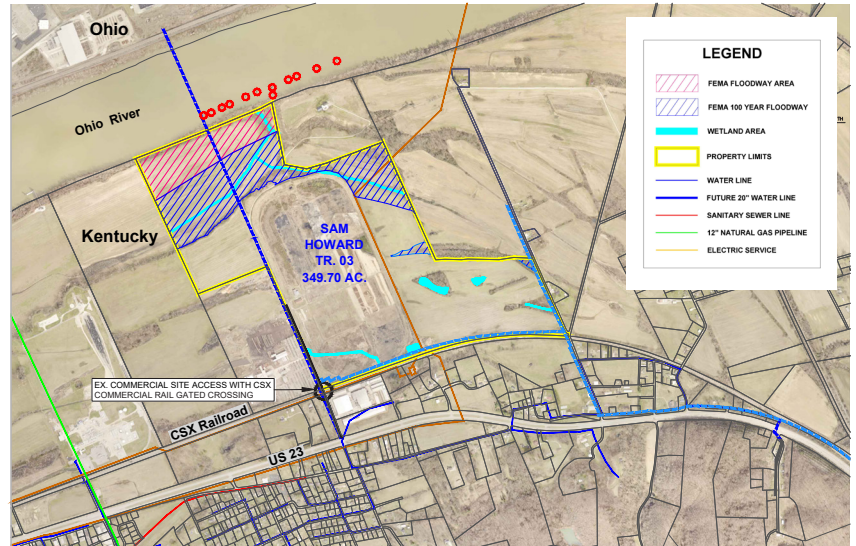 Ohio
Ohio River
Kentucky
SAM
HOWARD
TR. 03
349.70 AC.
EX. COMMERCIAL SITE ACCESS WITH CSX
COMMERCIAL RAIL GATED CROSSING
CSX Railroad
US 23
LEGEND
FEMA FLOODWAY AREA
FEMA 100 YEAR FLOODWAY
WETLAND AREA
PROPERTY LIMITS
WATER LINE
FUTURE 20" WATER LINE
SANITARY SEWER LINE
12" NATURAL GAS PIPELINE
ELECTRIC SERVICE
TH